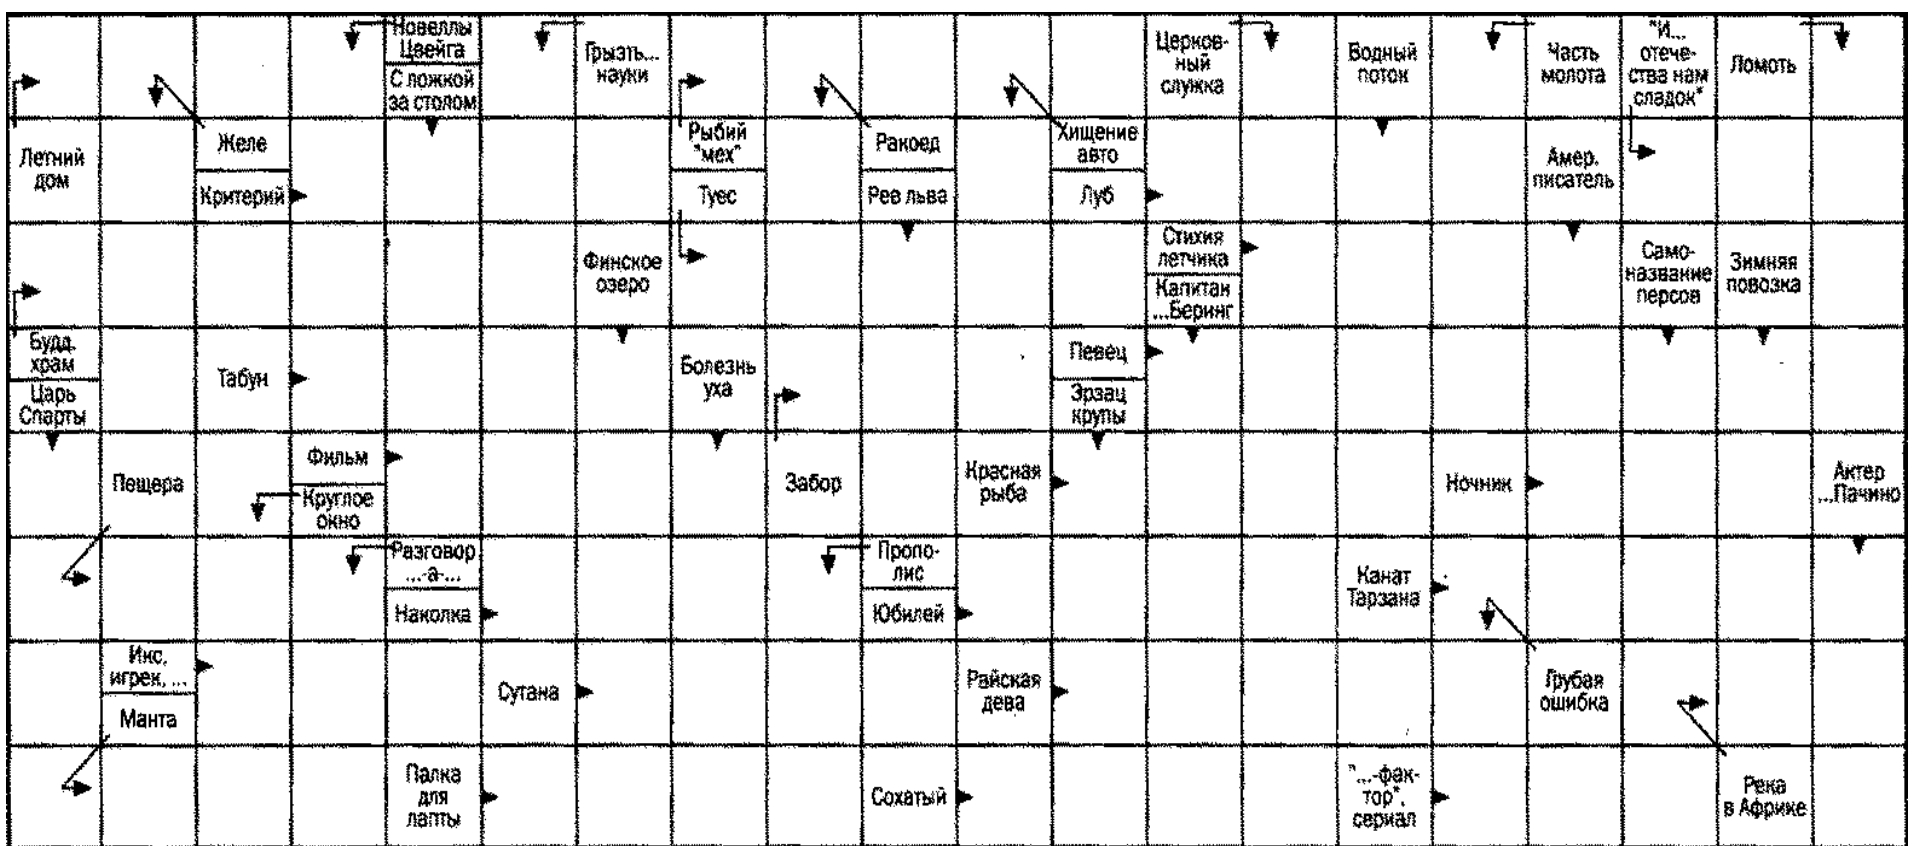 Новеллы
Цвейга
С ложкой
за столом
Грызть...
науки
Церков-
ный
служка
Водный
поток
Часть
молота
"И...
отече-
ства нам
сладок"
Ломоть
Летний
дом
Желе
Критерий
Рыбий
"мех"
Туес
Ракоед
Рев льва
Хищение
авто
Луб
Амер.
писатель
Финское
озеро
Стихия
летчика
Капитан
...Беринг
Само-
название
персов
Зимняя
повозка
Будд.
храм
Царь
Спарты
Табун
Болезнь
уха
Певец
Эрзац
крупы
Пещера
Фильм
Круглое
окно
Забор
Красная
рыба
Ночник
Актер
...Пачино
Разговор
...-а-...
Наколка
Пропо-
лис
Юбилей
Канат
Тарзана
Икс,
игрек, ...
Манта
Сутана
Райская
дева
Грубая
ошибка
Палка
для
лапты
Сохатый
"...-фак-
тор",
сериал
Река
в Африке